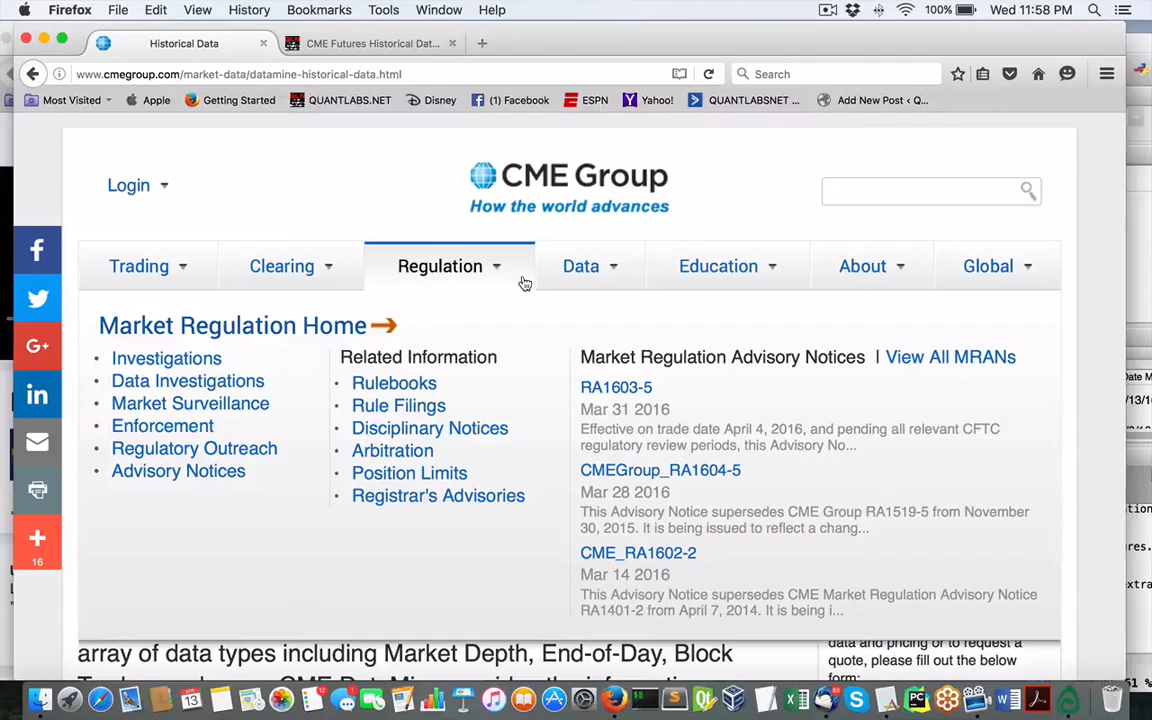 Firefox File Edit View History Bookmarks Tools Window Help 100% Wed 11:58 PM
Historical Data CME Futures Historical Dat...
www.cmegroup.com/market-data/datamine-historical-data.html Search
Most Visited Apple Getting Started QUANTLABS.NET Disney (1) Facebook ESPN Yahoo! QUANTLABSNET ... Add New Post ‹ Q...
Login
CME Group
How the world advances
Trading Clearing Regulation Data Education About Global
Market Regulation Home
Investigations
Data Investigations
Market Surveillance
Enforcement
Regulatory Outreach
Advisory Notices
Related Information
Rulebooks
Rule Filings
Disciplinary Notices
Arbitration
Position Limits
Registrar's Advisories
Market Regulation Advisory Notices | View All MRANs
RA1603-5
Mar 31 2016
Effective on trade date April 4, 2016, and pending all relevant CFTC
regulatory review periods, this Advisory No...
CMEGroup_RA1604-5
Mar 28 2016
This Advisory Notice supersedes CME Group RA1519-5 from November
30, 2015. It is being issued to reflect a chang...
CME_RA1602-2
Mar 14 2016
This Advisory Notice supersedes CME Market Regulation Advisory Notice
RA1401-2 from April 7, 2014. It is being i...
16
array of data types including Market Depth, End-of-Day, Block
data and pricing or to request a
quote, please fill out the below
form: